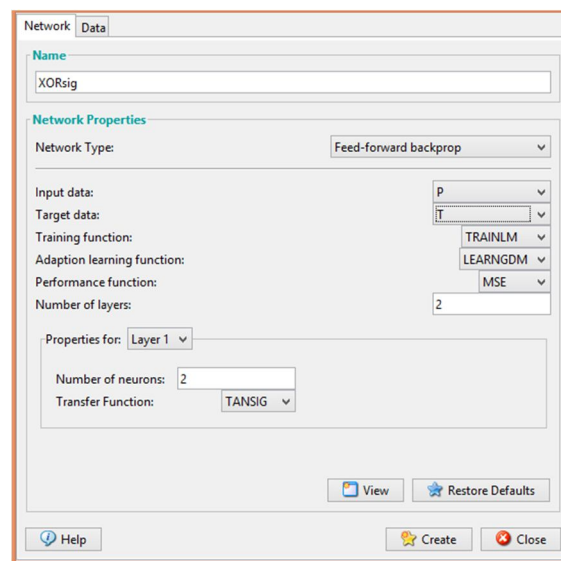 Network Data
Name
XORsig
Network Properties
Network Type: Feed-forward backprop
Input data: P
Target data: T
Training function: TRAINLM
Adaption learning function: LEARNGDM
Performance function: MSE
Number of layers: 2
Properties for: Layer 1
Number of neurons: 2
Transfer Function: TANSIG
View Restore Defaults
Help Create Close